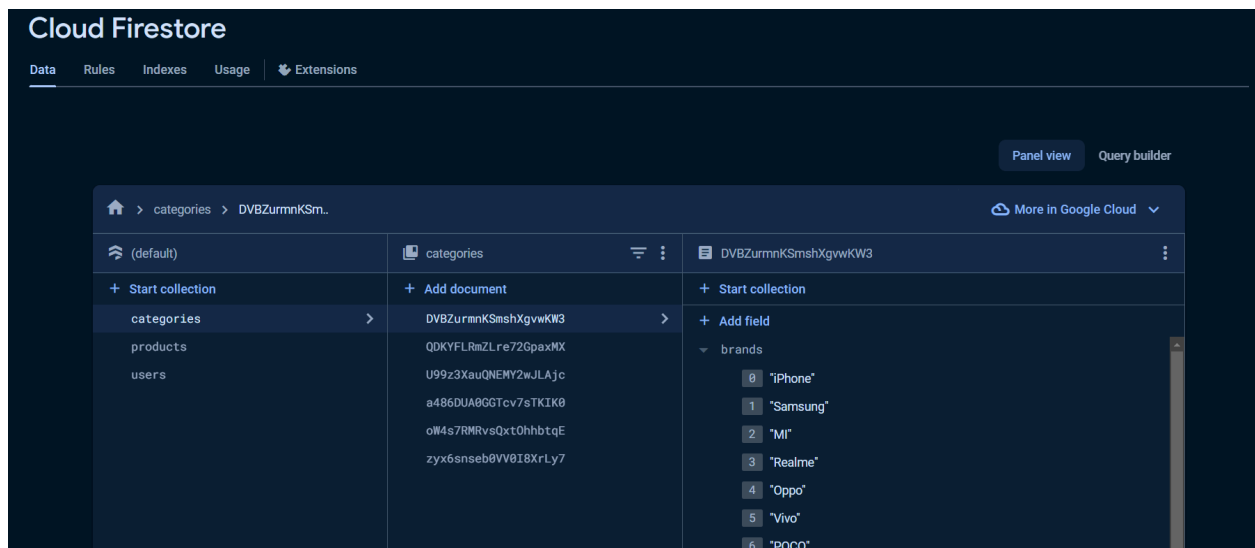 Cloud Firestore
Data Rules Indexes Usage Extensions
Panel view Query builder
categories DVBZurmnKSm..
More in Google Cloud
(default)
categories
DVBZurmnKSmshXgvwKW3
Start collection
Add document
Start collection
categories
DVBZurmnKSmshXgvwKW3
Add field
products
QDKYFLRmZLre72GpaxMX
brands
users
U99z3XauQNEMY2wJLAjc
0 "iPhone"
a486DUA0GGTcv7sTKIK0
1 "Samsung"
oW4s7RMRvsQxtOhhbtqE
2 "MI"
zyx6snseb0VV0I8XrLy7
3 "Realme"
4 "Oppo"
5 "Vivo"
6 "POCO"